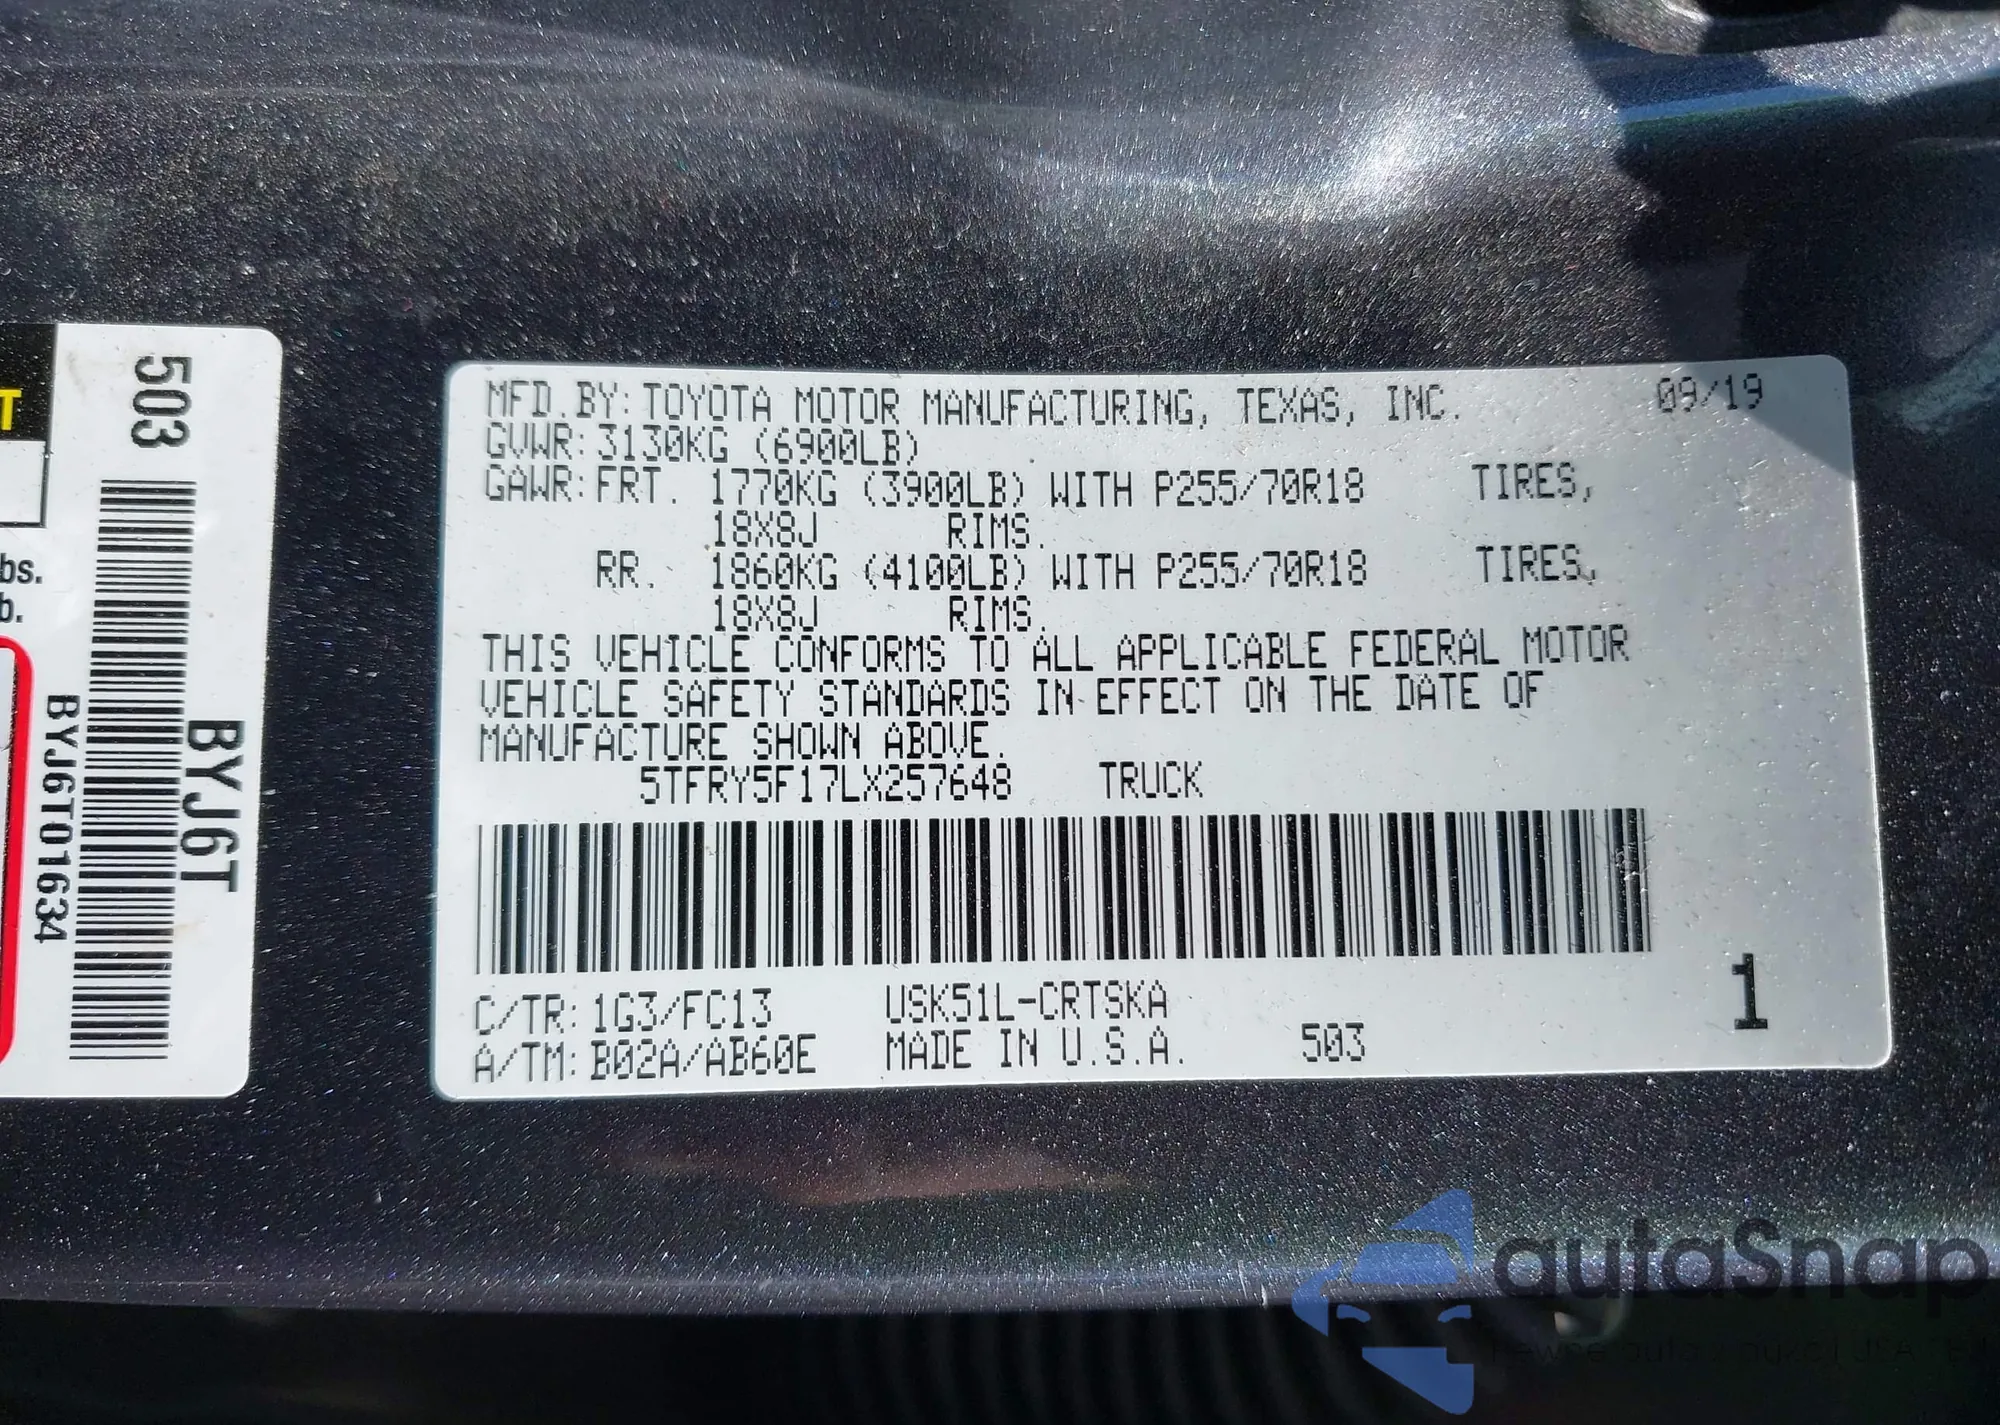 T
bs.
b.
503
BYJ6T
BYJ6T01634
MFD.BY:TOYOTA MOTOR MANUFACTURING, TEXAS, INC. 09/19
GVWR:3130KG (6900LB)
GAWR:FRT. 1770KG (3900LB) WITH P255/70R18 TIRES,
18X8J RIMS.
RR. 1860KG (4100LB) WITH P255/70R18 TIRES,
18X8J RIMS.
THIS VEHICLE CONFORMS TO ALL APPLICABLE FEDERAL MOTOR
VEHICLE SAFETY STANDARDS IN EFFECT ON THE DATE OF
MANUFACTURE SHOWN ABOVE.
5TFRY5F17LX257648 TRUCK
C/TR:1G3/FC13 USK51L-CRTSKA
A/TM:B02A/AB60E MADE IN U.S.A. 503
1
autaSnap